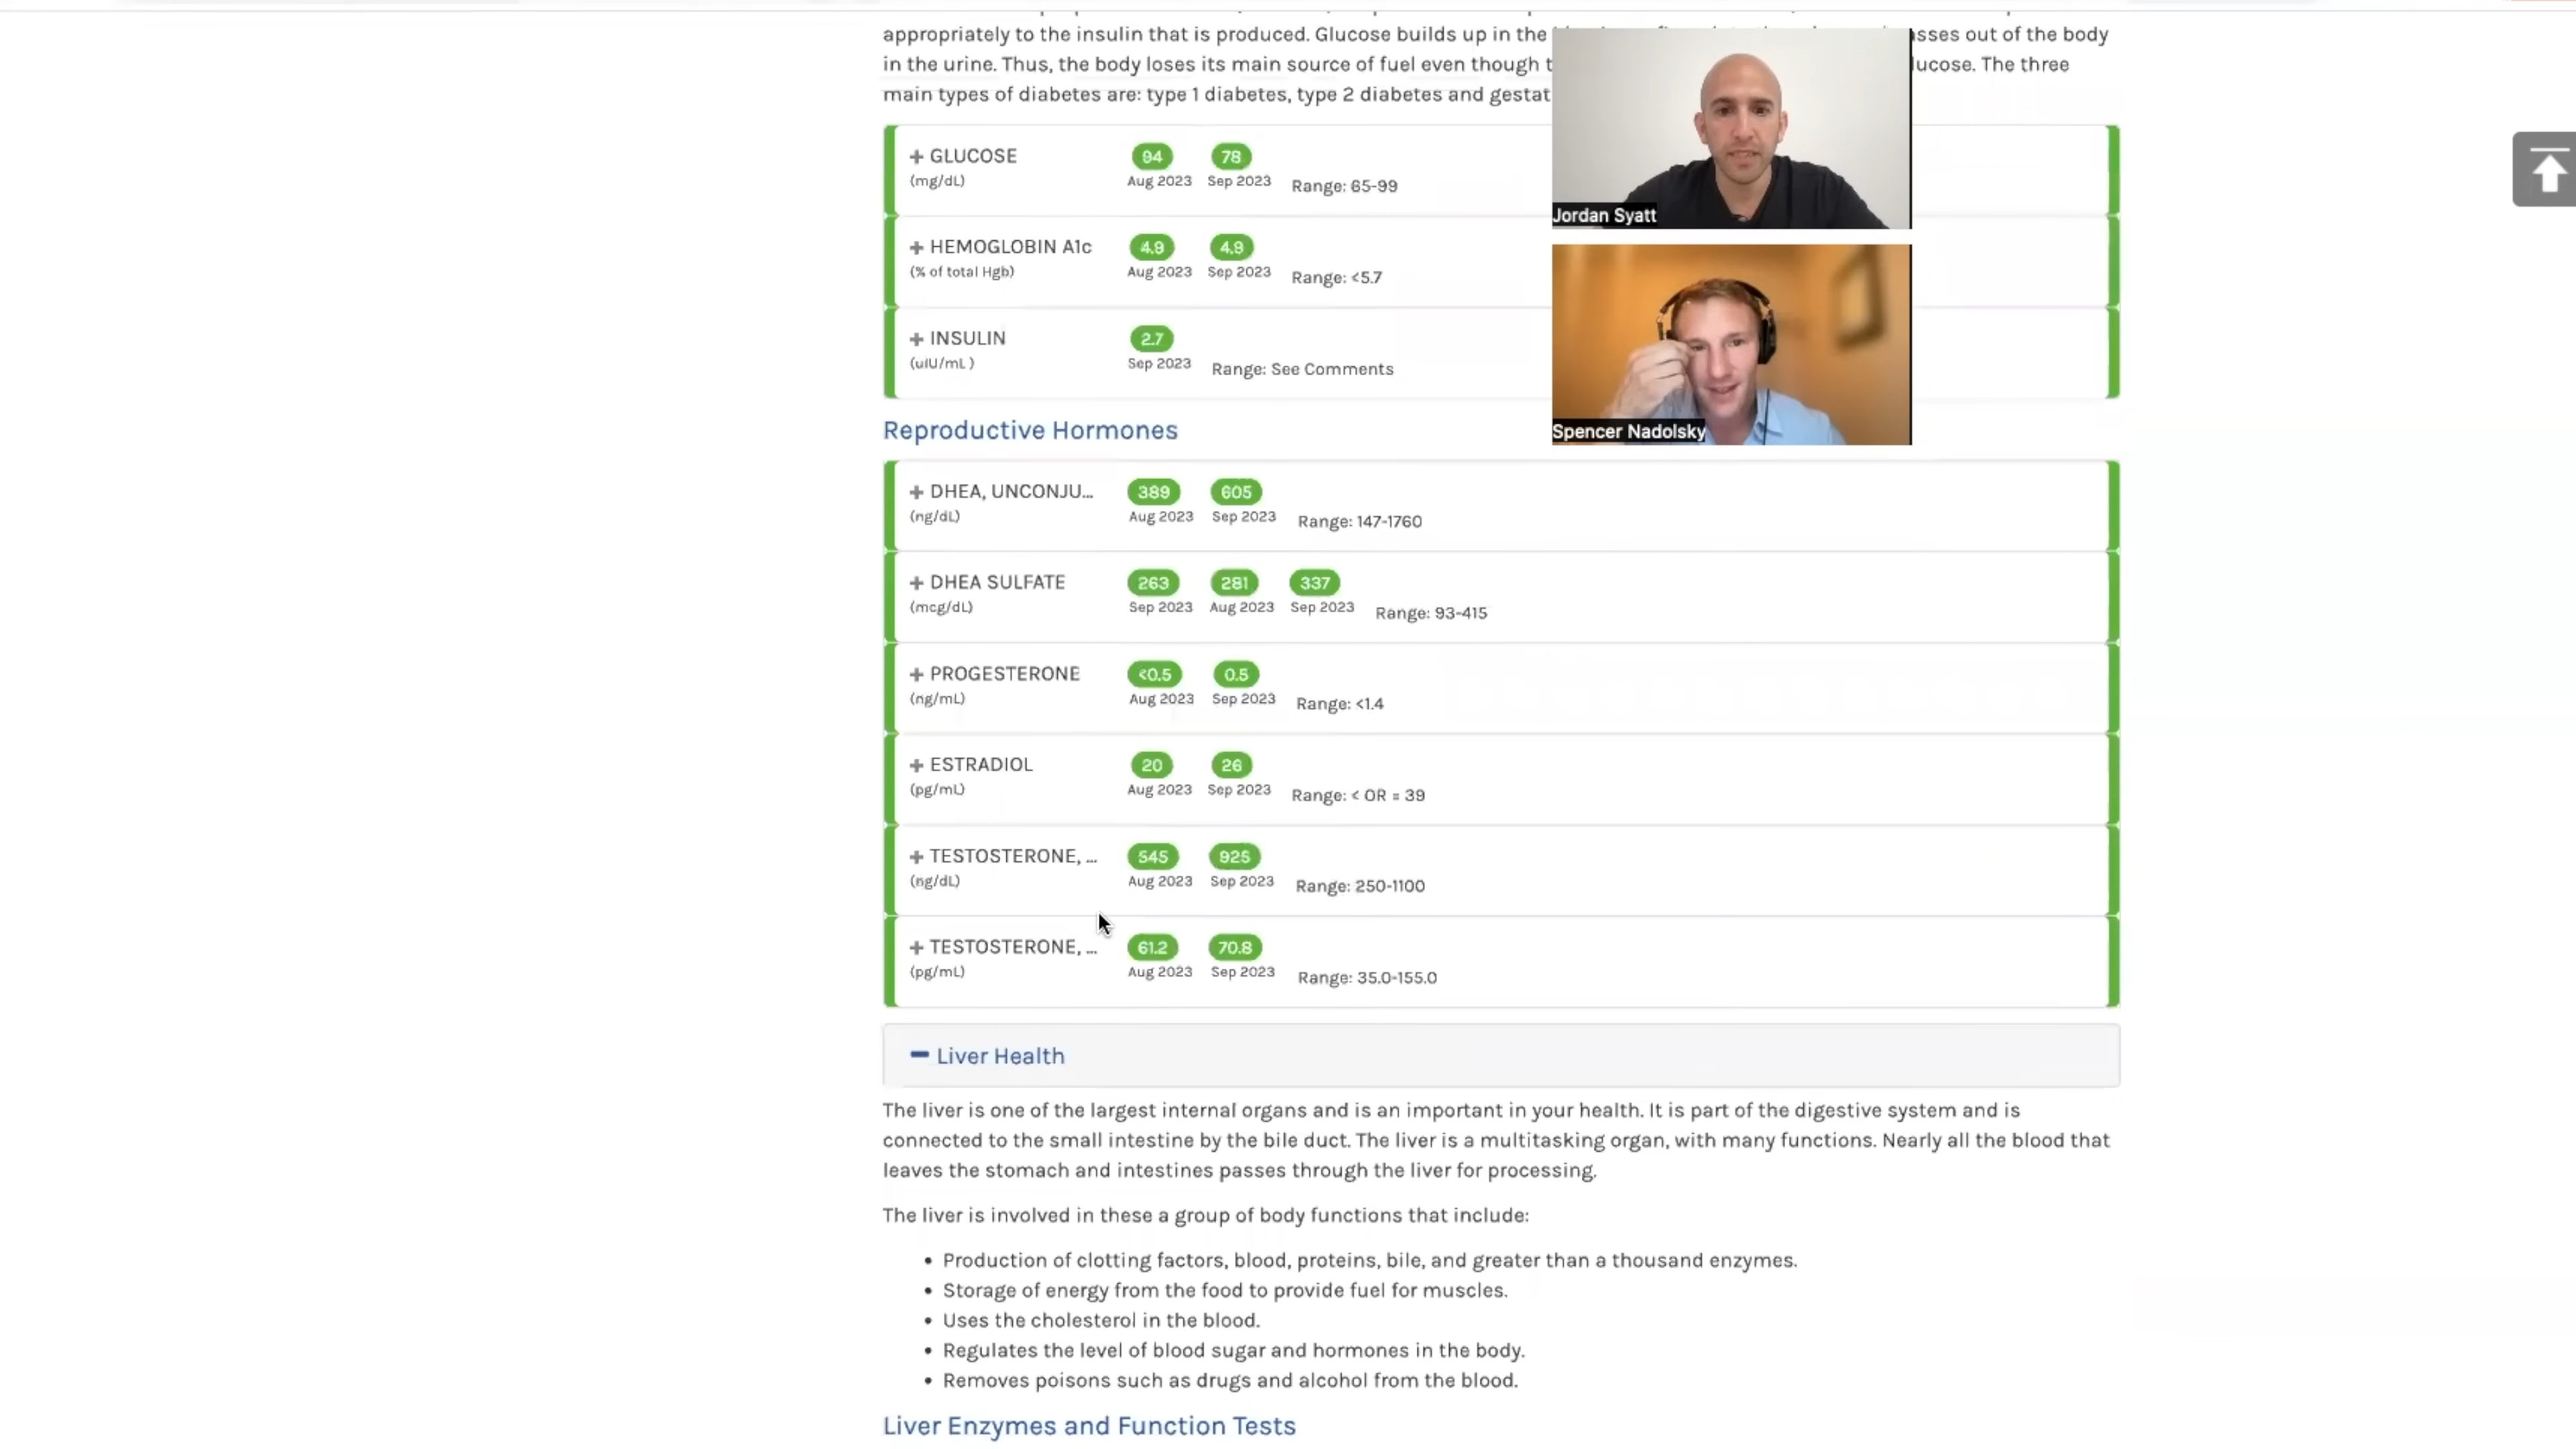 appropriately to the insulin that is produced. Glucose builds up in the asses out of the body
in the urine. Thus, the body loses its main source of fuel even though lucose. The three
main types of diabetes are: type 1 diabetes, type 2 diabetes and gestat
Jordan Syatt
Spencer Nadolsky
+ GLUCOSE 94 78
(mg/dL) Aug 2023 Sep 2023 Range: 65-99
+ HEMOGLOBIN A1c 4.9 4.9
(% of total Hgb) Aug 2023 Sep 2023 Range: <5.7
+ INSULIN 2.7
(uIU/mL ) Sep 2023 Range: See Comments
Reproductive Hormones
+ DHEA, UNCONJU... 389 605
(ng/dL) Aug 2023 Sep 2023 Range: 147-1760
+ DHEA SULFATE 263 281 337
(mcg/dL) Sep 2023 Aug 2023 Sep 2023 Range: 93-415
+ PROGESTERONE <0.5 0.5
(ng/mL) Aug 2023 Sep 2023 Range: <1.4
+ ESTRADIOL 20 26
(pg/mL) Aug 2023 Sep 2023 Range: < OR = 39
+ TESTOSTERONE, ... 545 925
(ng/dL) Aug 2023 Sep 2023 Range: 250-1100
+ TESTOSTERONE, ... 61.2 70.8
(pg/mL) Aug 2023 Sep 2023 Range: 35.0-155.0
Liver Health
The liver is one of the largest internal organs and is an important in your health. It is part of the digestive system and is
connected to the small intestine by the bile duct. The liver is a multitasking organ, with many functions. Nearly all the blood that
leaves the stomach and intestines passes through the liver for processing.
The liver is involved in these a group of body functions that include:
• Production of clotting factors, blood, proteins, bile, and greater than a thousand enzymes.
• Storage of energy from the food to provide fuel for muscles.
• Uses the cholesterol in the blood.
• Regulates the level of blood sugar and hormones in the body.
• Removes poisons such as drugs and alcohol from the blood.
Liver Enzymes and Function Tests